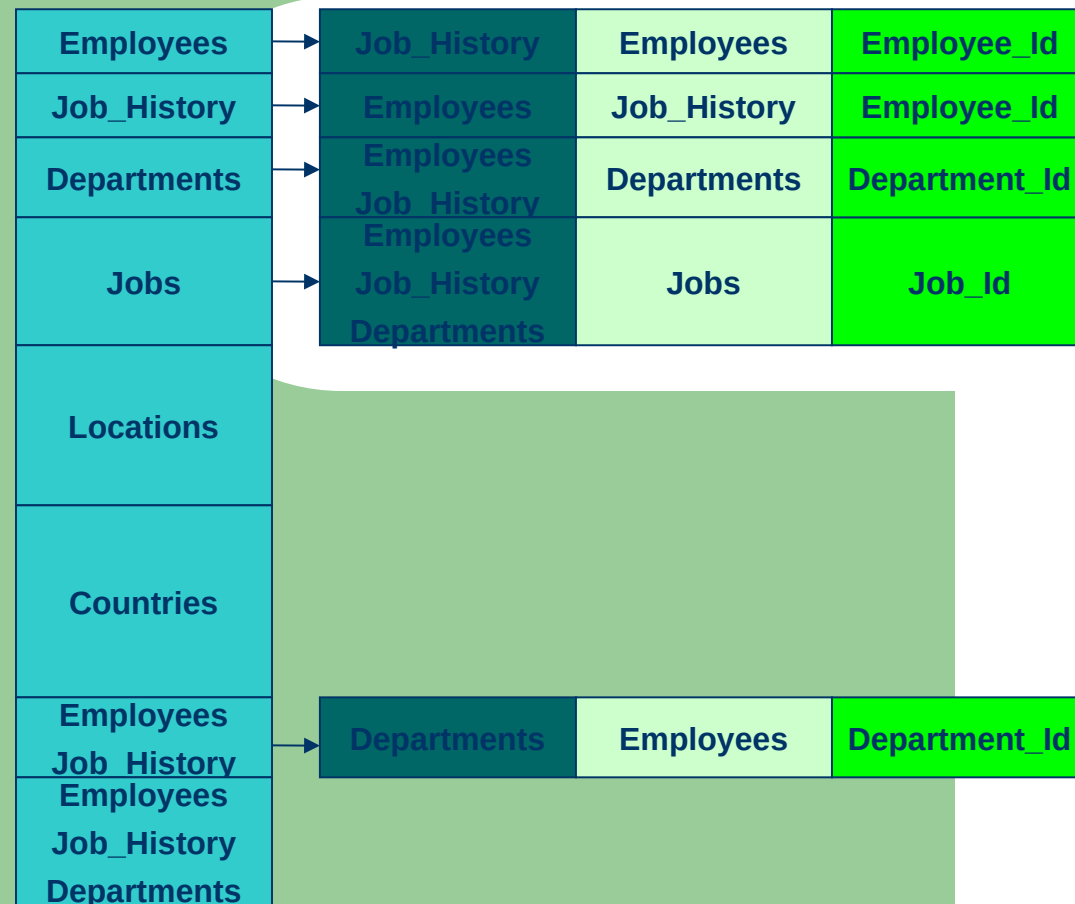 Employees Job_History Employees Employee_Id
Job_History Employees Job_History Employee_Id
Departments Employees Departments Department_Id
Job_History
Jobs Employees Jobs Job_Id
Job_History
Departments
Locations
Countries
Employees
Job_History
Departments Employees Department_Id
Employees
Job_History
Departments